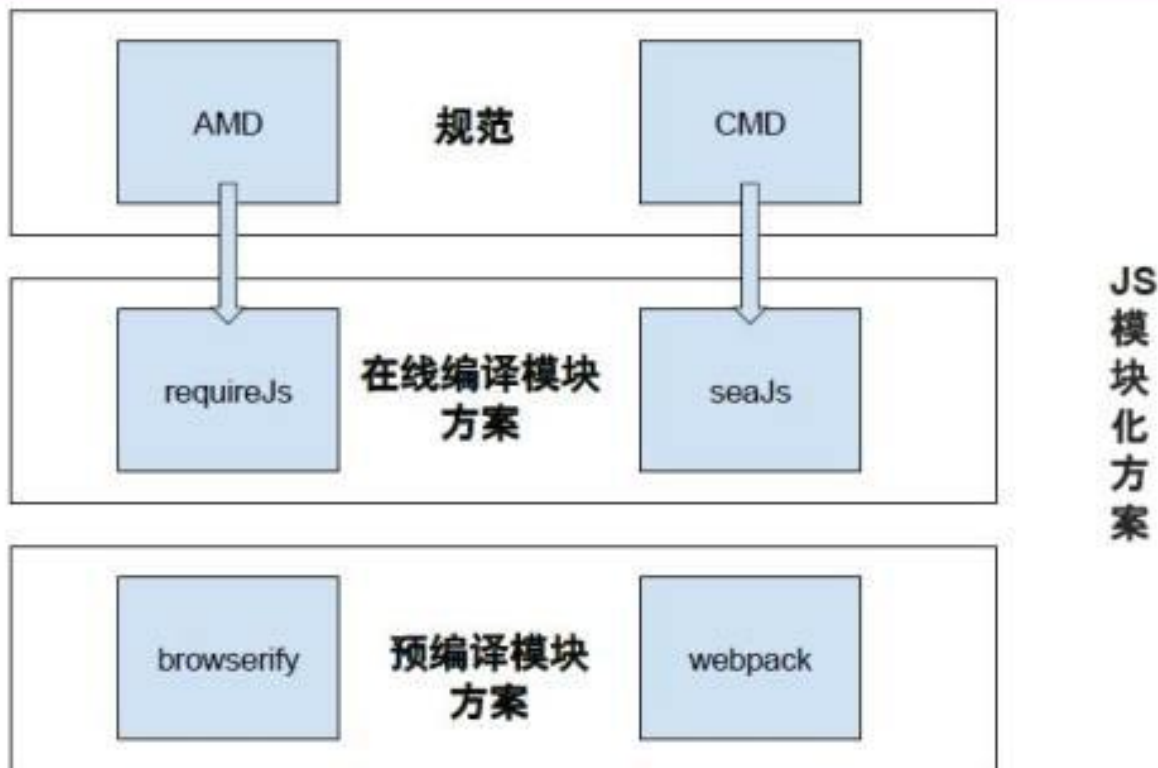 AMD
规范
CMD
requireJs
在线编译模块
方案
seaJs
browserify
预编译模块
方案
webpack
JS
模
块
化
方
案